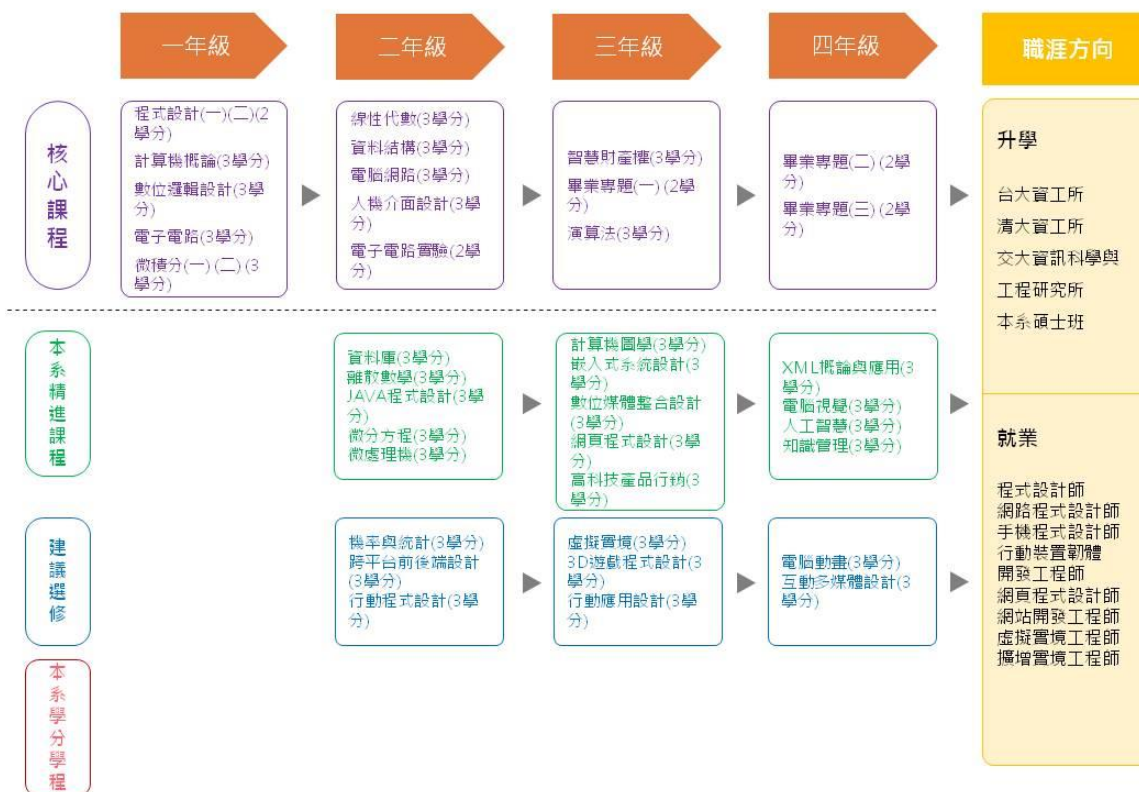 一年級
二年級
三年級
四年級
職涯方向
核心課程
程式設計(一)(二)(2
學分)
計算機概論(3學分)
數位邏輯設計(3學
分)
電子電路(3學分)
微積分(一)(二)(3
學分)
線性代數(3學分)
資料結構(3學分)
電腦網路(3學分)
人機介面設計(3學
分)
電子電路實驗(2學
分)
智慧財產權(3學分)
畢業專題(一)(2學
分)
演算法(3學分)
畢業專題(二)(2學
分)
畢業專題(三)(2學
分)
升學
台大資工所
清大資工所
交大資訊科學與
工程研究所
本系碩士班
本系精進課程
資料庫(3學分)
離散數學(3學分)
JAVA程式設計(3學
分)
微分方程(3學分)
微處理機(3學分)
計算機圖學(3學分)
嵌入式系統設計(3
學分)
數位媒體整合設計
(3學分)
網頁程式設計(3學
分)
高科技產品行銷(3
學分)
XML概論與應用(3
學分)
電腦視覺(3學分)
人工智慧(3學分)
知識管理(3學分)
就業
程式設計師
網路程式設計師
手機程式設計師
行動裝置韌體
開發工程師
網頁程式設計師
網站開發工程師
虛擬實境工程師
擴增實境工程師
建議選修
機率與統計(3學分)
跨平台前後端設計
(3學分)
行動程式設計(3學
分)
虛擬實境(3學分)
3D遊戲程式設計(3
學分)
行動應用設計(3學
分)
電腦動畫(3學分)
互動多媒體設計(3
學分)
本系學分學程